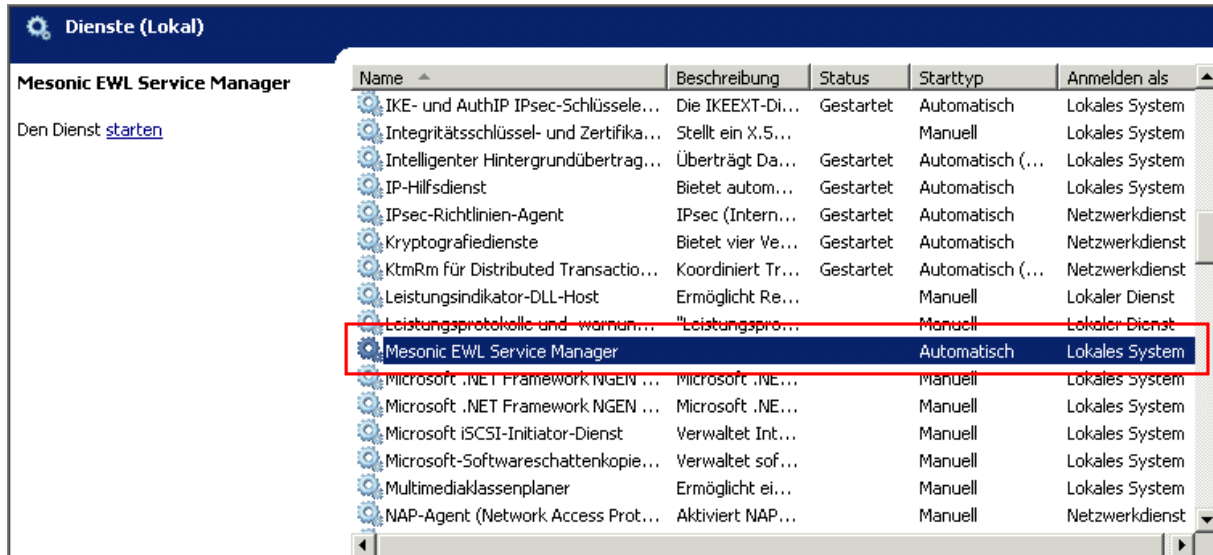 Dienste (Lokal)
Mesonic EWL Service Manager
Den Dienst starten
Name Beschreibung Status Starttyp Anmelden als
IKE- und AuthIP IPsec-Schlüssele... Die IKEEXT-Di... Gestartet Automatisch Lokales System
Integritätsschlüssel- und Zertifika... Stellt ein X.5... Manuell Lokales System
Intelligenter Hintergrundübertrag... Überträgt Da... Gestartet Automatisch (... Lokales System
IP-Hilfsdienst Bietet autom... Gestartet Automatisch Lokales System
IPsec-Richtlinien-Agent IPsec (Intern... Gestartet Automatisch Netzwerkdienst
Kryptografiedienste Bietet vier Ve... Gestartet Automatisch Netzwerkdienst
KtmRm für Distributed Transactio... Koordiniert Tr... Gestartet Automatisch (... Netzwerkdienst
Leistungsindikator-DLL-Host Ermöglicht Re... Manuell Lokaler Dienst
Leistungsprotokolle und -warnun... "Leistungspro... Manuell Lokaler Dienst
Mesonic EWL Service Manager Automatisch Lokales System
Microsoft .NET Framework NGEN ... Microsoft .NE... Manuell Lokales System
Microsoft .NET Framework NGEN ... Microsoft .NE... Manuell Lokales System
Microsoft iSCSI-Initiator-Dienst Verwaltet Int... Manuell Lokales System
Microsoft-Softwareschattenkopie... Verwaltet sof... Manuell Lokales System
Multimediaklassenplaner Ermöglicht ei... Manuell Lokales System
NAP-Agent (Network Access Prot... Aktiviert NAP... Manuell Netzwerkdienst